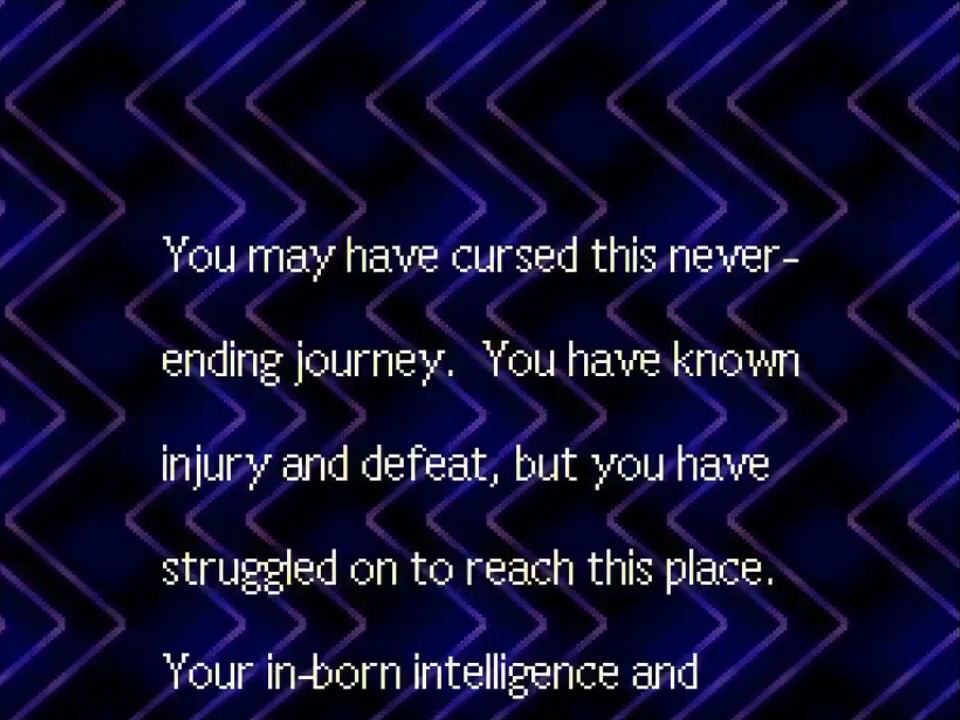 You may have cursed this never-
ending journey.  You have known
injury and defeat, but you have
struggled on to reach this place.
Your in-born intelligence and